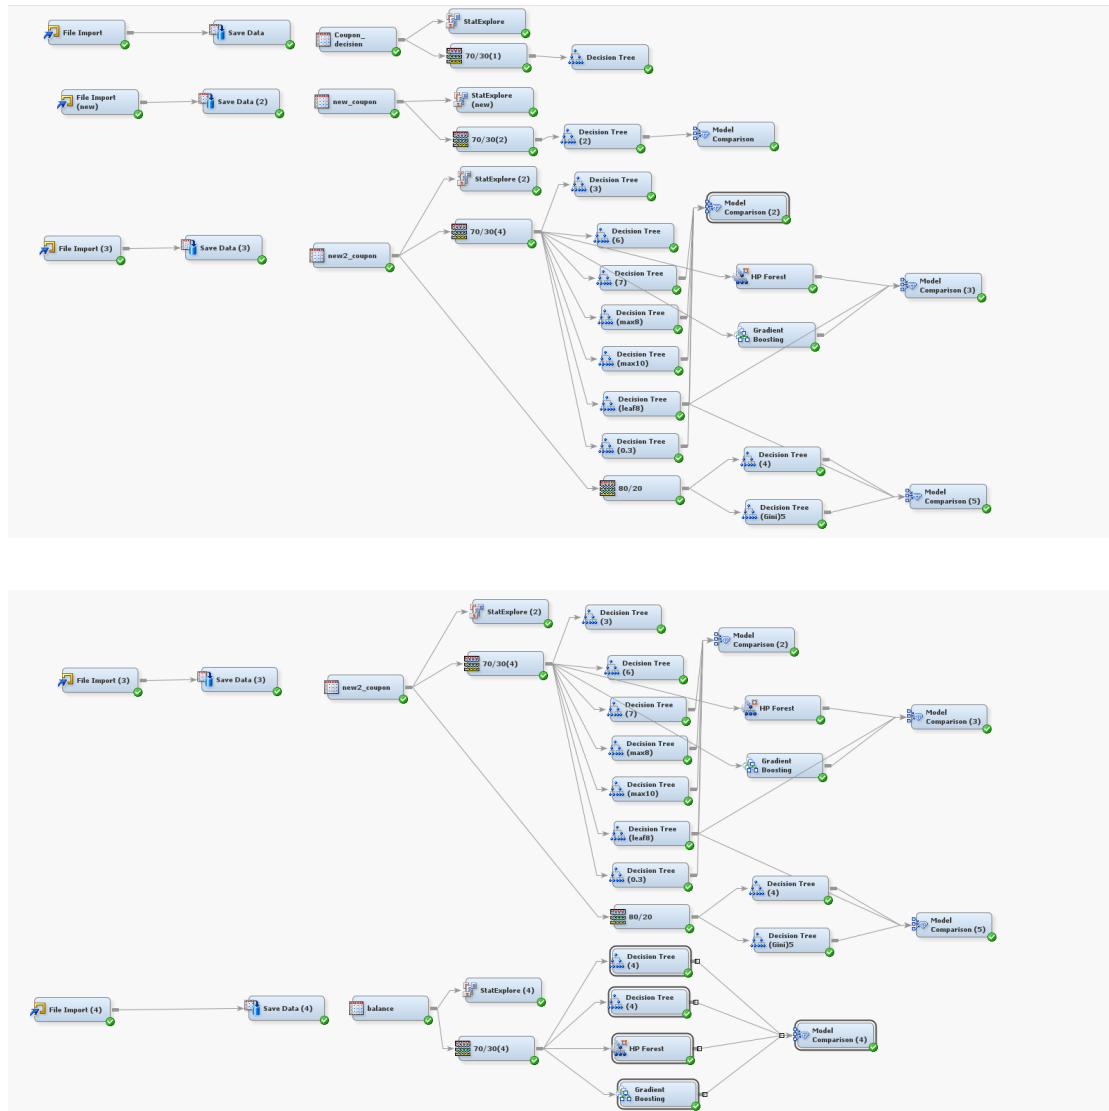 File Import
Save Data
Coupon_
decision
StatExplore
70/30(1)
Decision Tree
File Import
(new)
Save Data (2)
new_coupon
StatExplore
(new)
70/30(2)
Decision Tree
(2)
Model
Comparison
StatExplore (2)
Decision Tree
(3)
Model
Comparison (2)
File Import (3)
Save Data (3)
new2_coupon
70/30(4)
Decision Tree
(6)
Decision Tree
(7)
HP Forest
Model
Comparison (3)
Decision Tree
(max8)
Gradient
Boosting
Decision Tree
(max10)
Decision Tree
(leaf8)
Decision Tree
(0.3)
Decision Tree
(4)
80/20
Model
Comparison (5)
Decision Tree
(Gini)5
StatExplore (2)
Decision Tree
(3)
Model
Comparison (2)
File Import (3)
Save Data (3)
new2_coupon
70/30(4)
Decision Tree
(6)
Decision Tree
(7)
HP Forest
Model
Comparison (3)
Decision Tree
(max8)
Gradient
Boosting
Decision Tree
(max10)
Decision Tree
(leaf8)
Decision Tree
(0.3)
Decision Tree
(4)
80/20
Model
Comparison (5)
Decision Tree
(Gini)5
Decision Tree
(4)
File Import (4)
Save Data (4)
balance
StatExplore (4)
Decision Tree
(4)
70/30(4)
HP Forest
Model
Comparison (4)
Gradient
Boosting